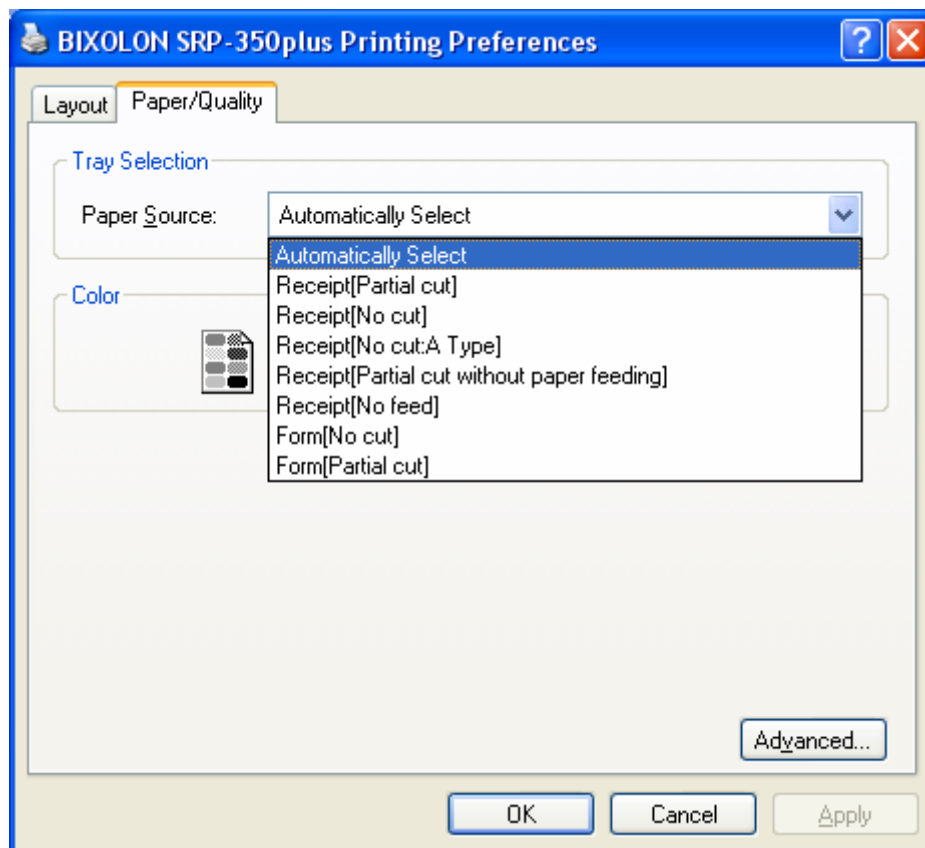 BIXOLON SRP-350plus Printing Preferences
Layout Paper/Quality
Tray Selection
Paper Source: Automatically Select
Automatically Select
Receipt[Partial cut]
Receipt[No cut]
Receipt[No cut:A Type]
Receipt[Partial cut without paper feeding]
Receipt[No feed]
Form[No cut]
Form[Partial cut]
Color
Advanced...
OK Cancel Apply